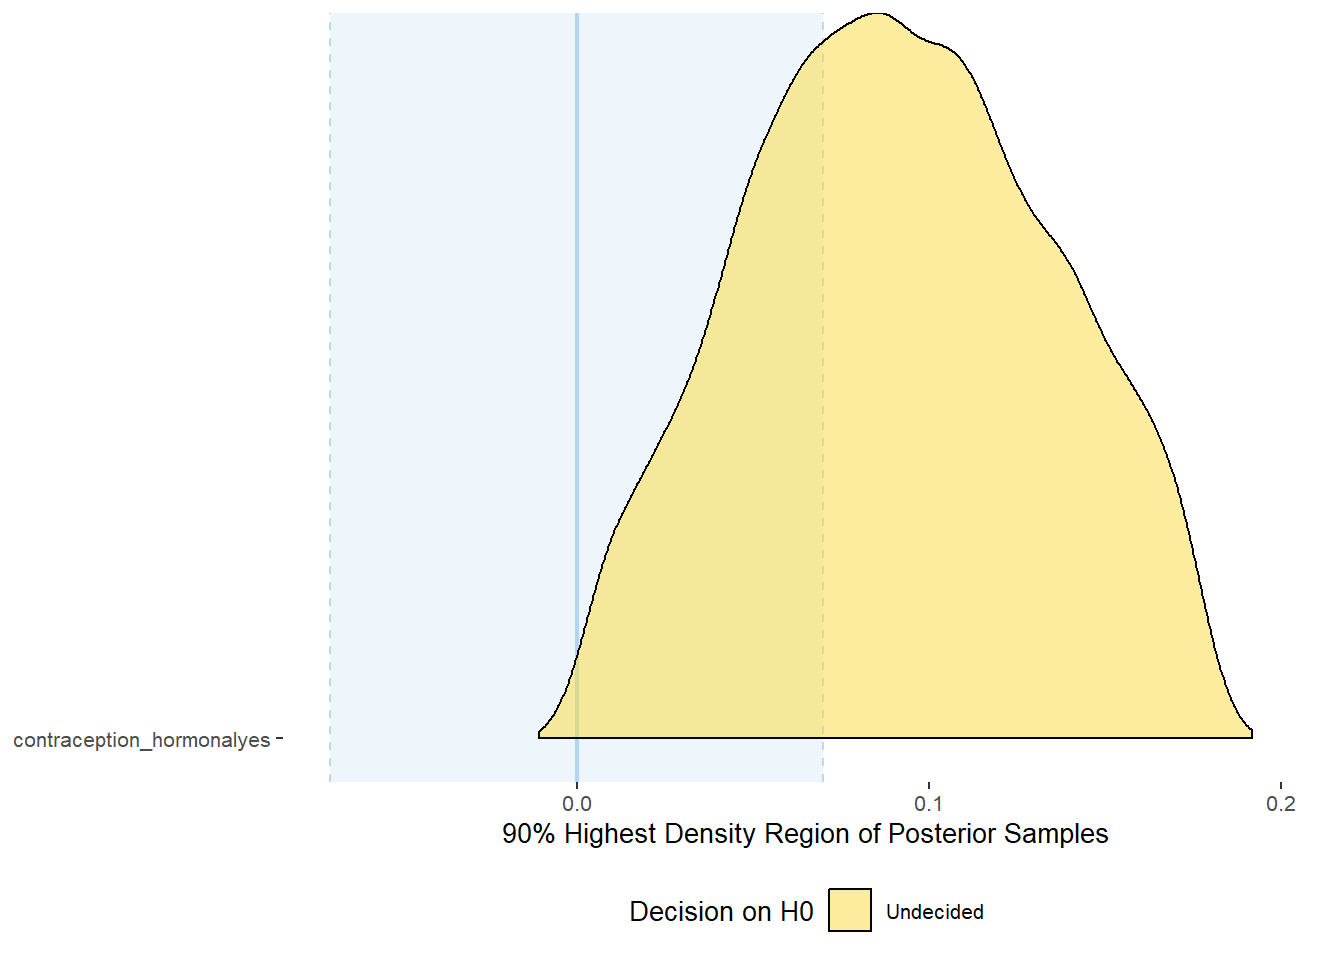 contraception_hormonalyes
0.0 0.1 0.2
90% Highest Density Region of Posterior Samples
Decision on H0 Undecided